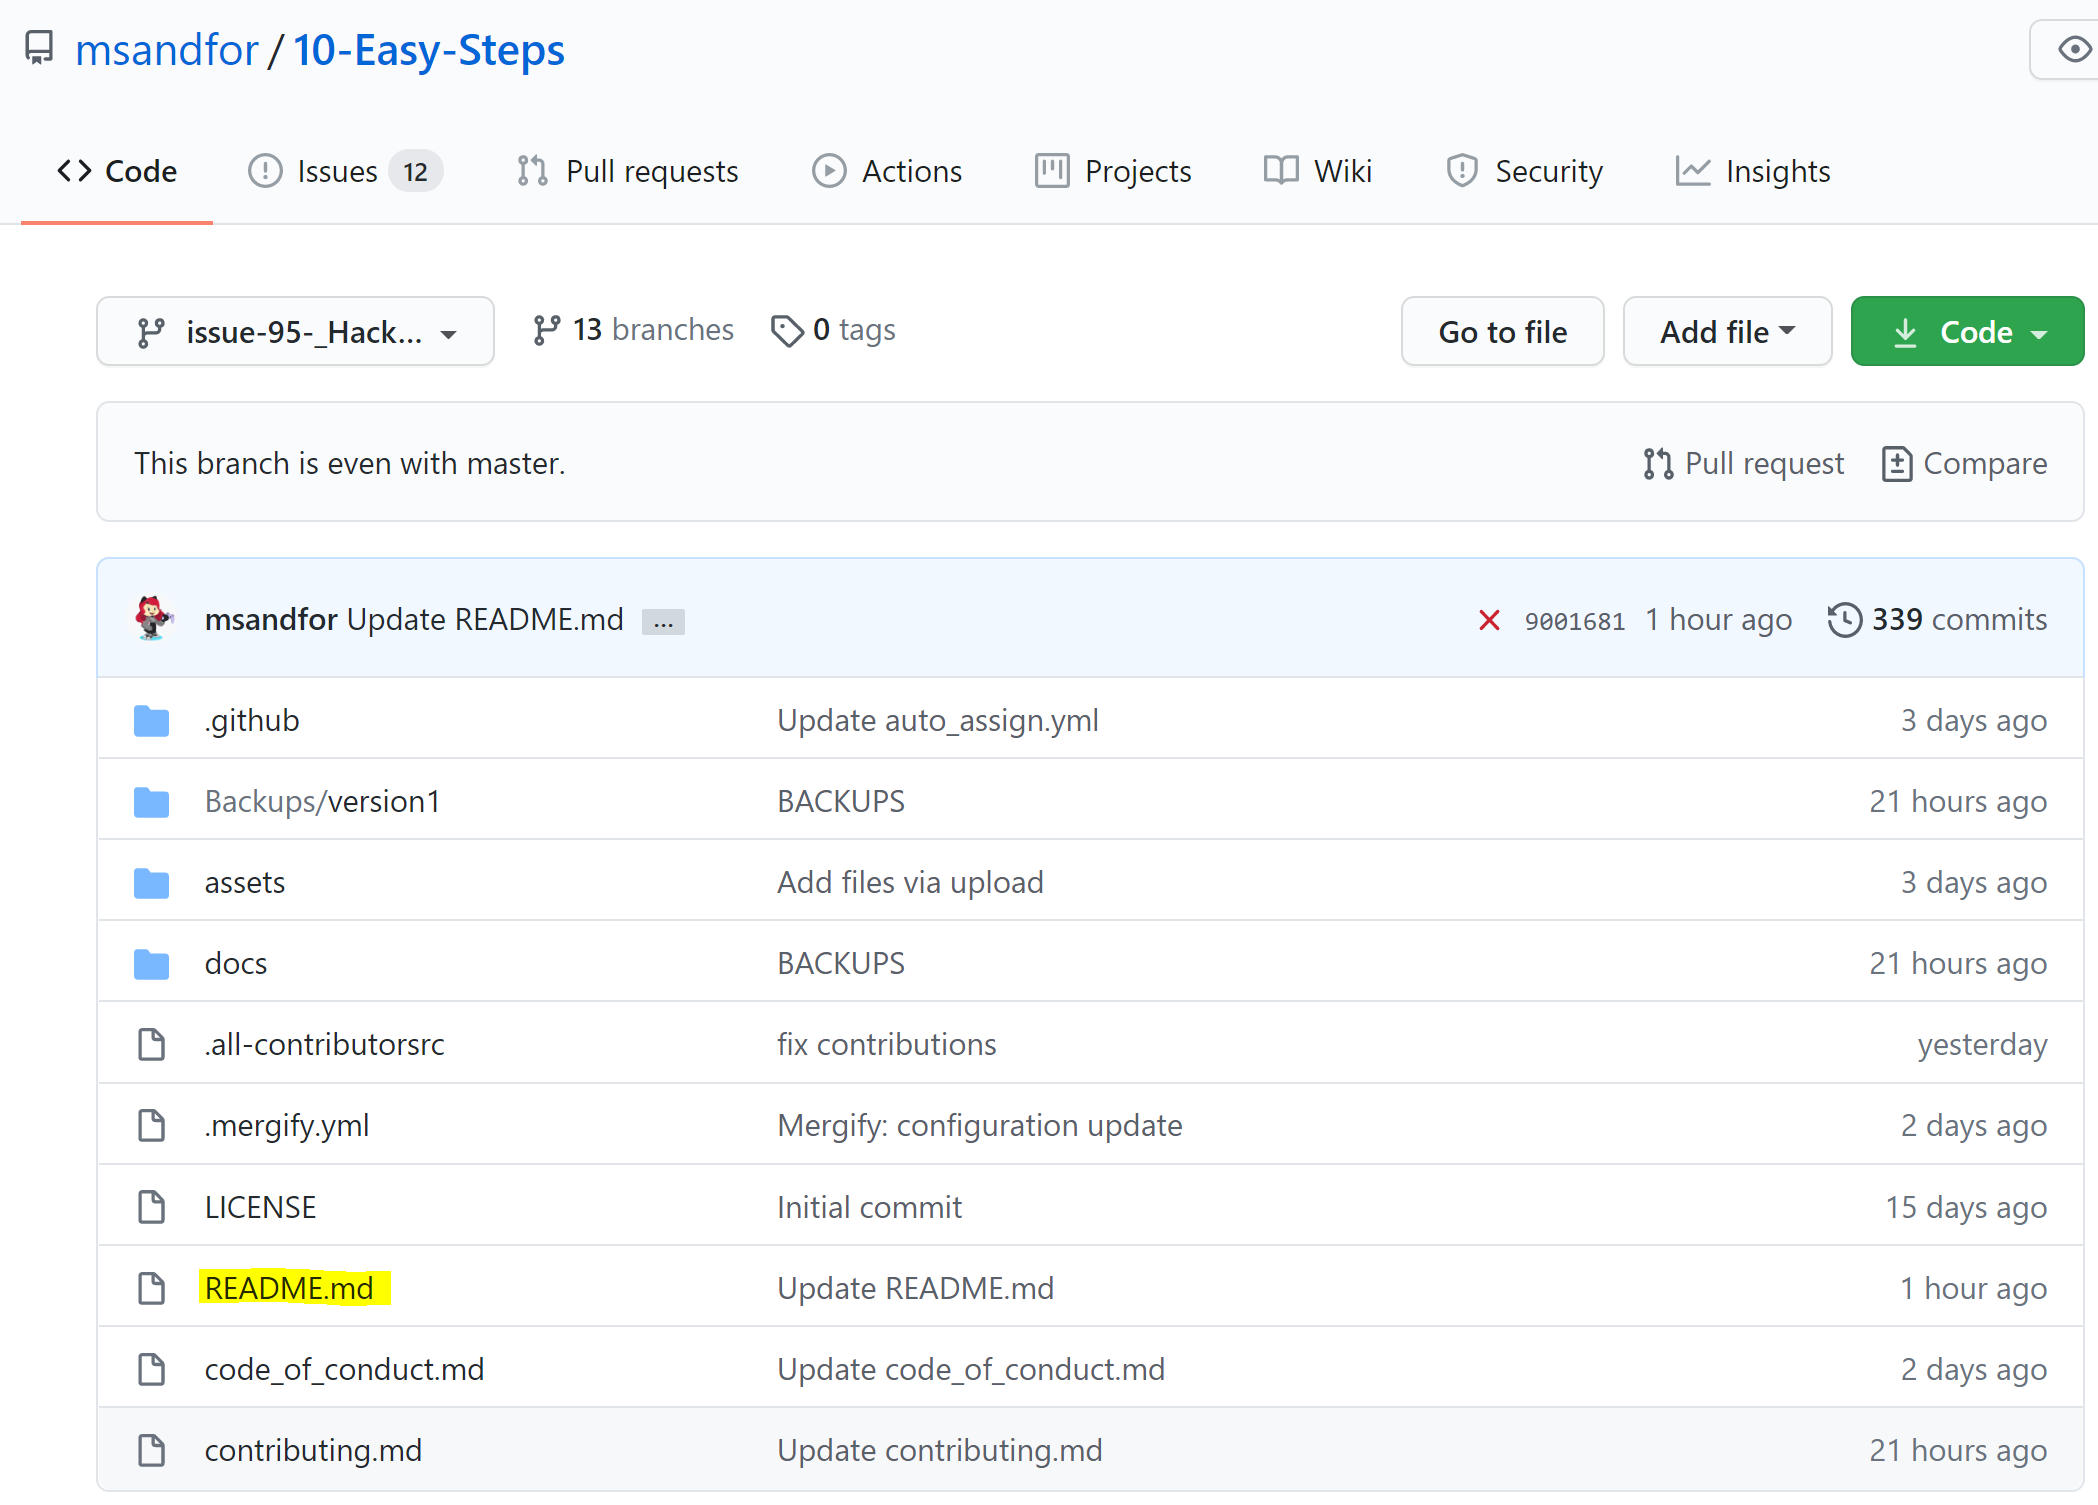 msandfor / 10-Easy-Steps
Code Issues 12 Pull requests Actions Projects Wiki Security Insights
issue-95-_Hack... 13 branches 0 tags Go to file Add file Code
This branch is even with master. Pull request Compare
msandfor Update README.md ... 9001681 1 hour ago 339 commits
.github Update auto_assign.yml 3 days ago
Backups/version1 BACKUPS 21 hours ago
assets Add files via upload 3 days ago
docs BACKUPS 21 hours ago
.all-contributorsrc fix contributions yesterday
.mergify.yml Mergify: configuration update 2 days ago
LICENSE Initial commit 15 days ago
README.md Update README.md 1 hour ago
code_of_conduct.md Update code_of_conduct.md 2 days ago
contributing.md Update contributing.md 21 hours ago